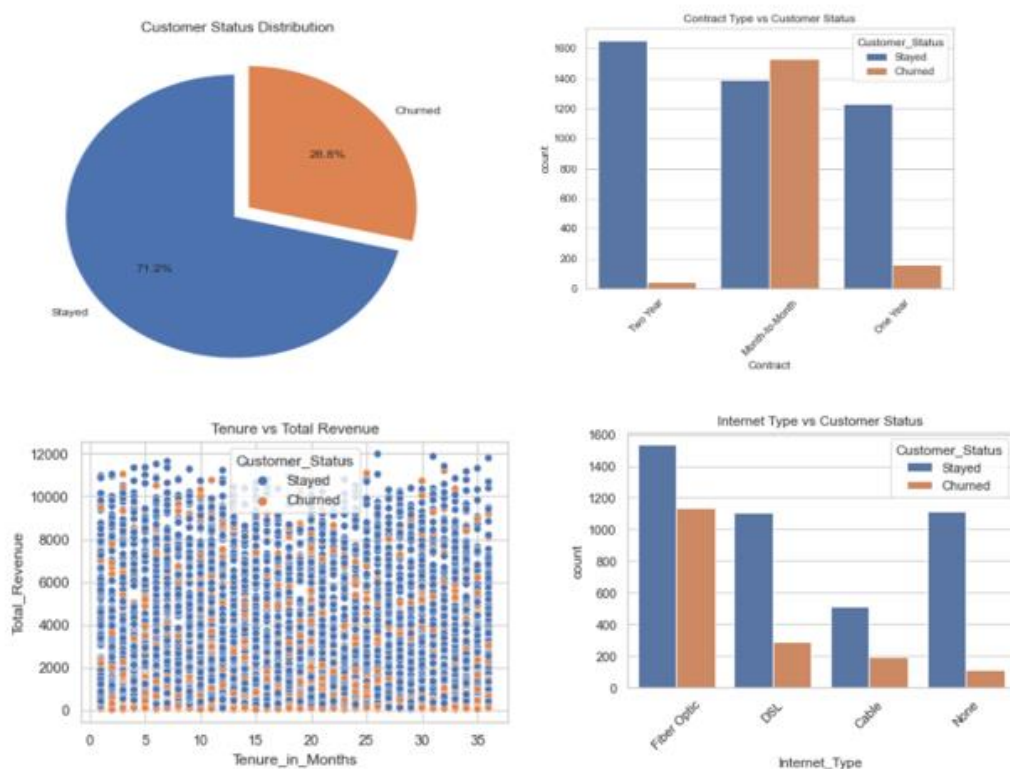 Customer Status Distribution
Churned
28.8%
71.2%
Stayed
Contract Type vs Customer Status
Customer_Status
Stayed
Churned
1600
1400
1200
1000
800
600
400
200
0
count
Two Year
Month-to-Month
One Year
Contract
Tenure vs Total Revenue
Customer_Status
Stayed
Churned
12000
10000
8000
6000
4000
2000
0
Total_Revenue
0 5 10 15 20 25 30 35
Tenure_in_Months
Internet Type vs Customer Status
Customer_Status
Stayed
Churned
1600
1400
1200
1000
800
600
400
200
0
count
Fiber Optic
DSL
Cable
None
Internet_Type